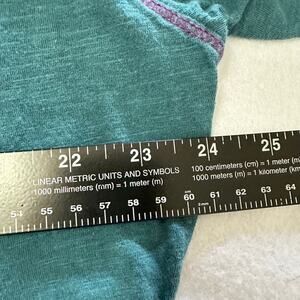 22 23 24 25
LINEAR METRIC UNITS AND SYMBOLS 100 centimeters (cm) = 1 meter (m)
1000 millimeters (mm) = 1 meter (m) 1000 meters (m) = 1 kilometer (km
54 55 56 57 58 59 60 61 62 63 64